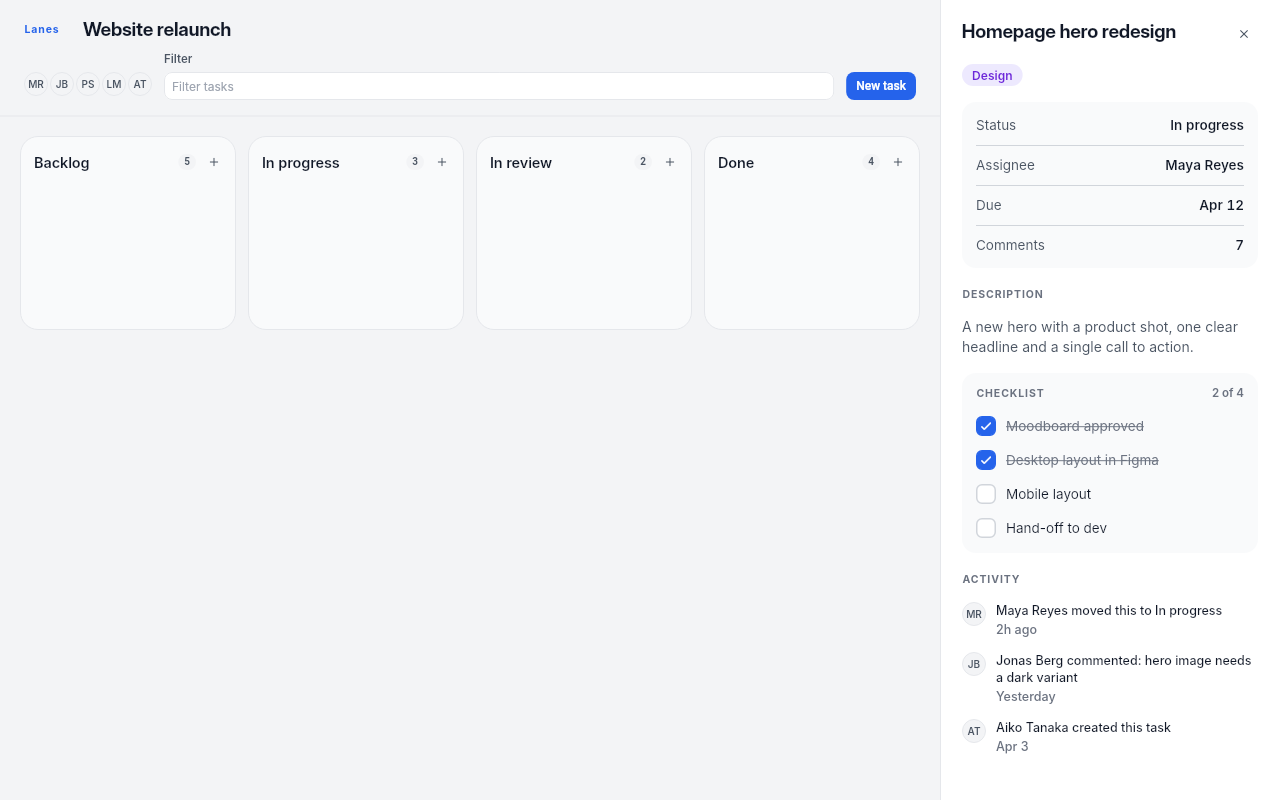 Lanes
Website relaunch
MR
JB
PS
LM
AT
Filter
Filter tasks
New task
Backlog
5
In progress
3
In review
2
Done
4
Homepage hero redesign
Design
Status
In progress
Assignee
Maya Reyes
Due
Apr 12
Comments
7
DESCRIPTION
A new hero with a product shot, one clear
headline and a single call to action.
CHECKLIST
2 of 4
Moodboard approved
Desktop layout in Figma
Mobile layout
Hand-off to dev
ACTIVITY
MR
Maya Reyes moved this to In progress
2h ago
JB
Jonas Berg commented: hero image needs
a dark variant
Yesterday
AT
Aiko Tanaka created this task
Apr 3